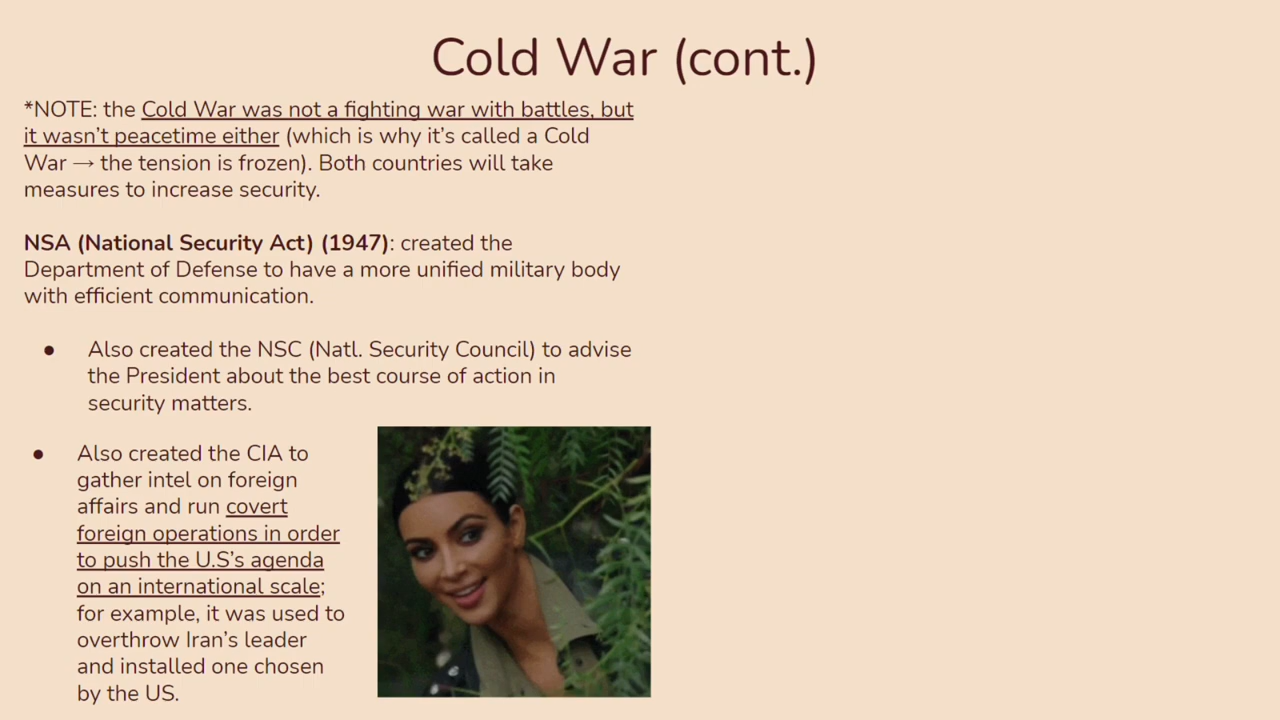 Cold War (cont.)
*NOTE: the Cold War was not a fighting war with battles, but
it wasn't peacetime either (which is why it's called a Cold
War → the tension is frozen). Both countries will take
measures to increase security.
NSA (National Security Act) (1947): created the
Department of Defense to have a more unified military body
with efficient communication.
● Also created the NSC (Natl. Security Council) to advise
the President about the best course of action in
security matters.
● Also created the CIA to
gather intel on foreign
affairs and run covert
foreign operations in order
to push the U.S's agenda
on an international scale;
for example, it was used to
overthrow Iran's leader
and installed one chosen
by the US.